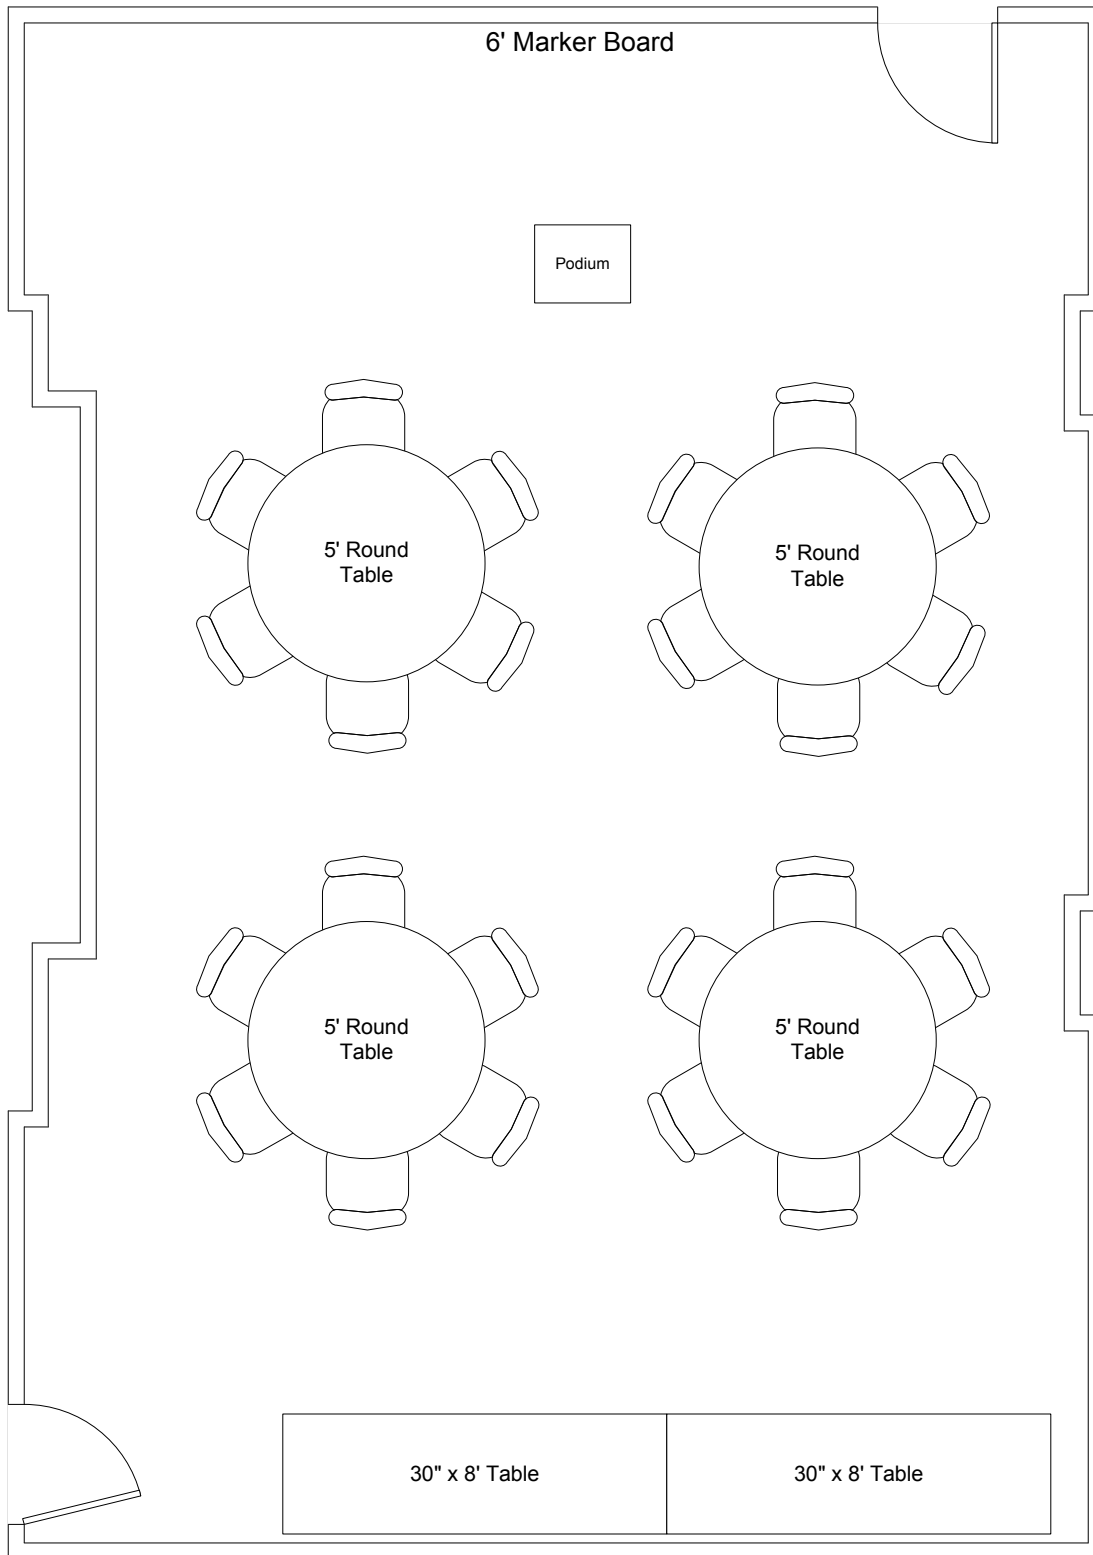 6' Marker Board
Podium
5' Round
Table
5' Round
Table
5' Round
Table
5' Round
Table
30" x 8' Table
30" x 8' Table